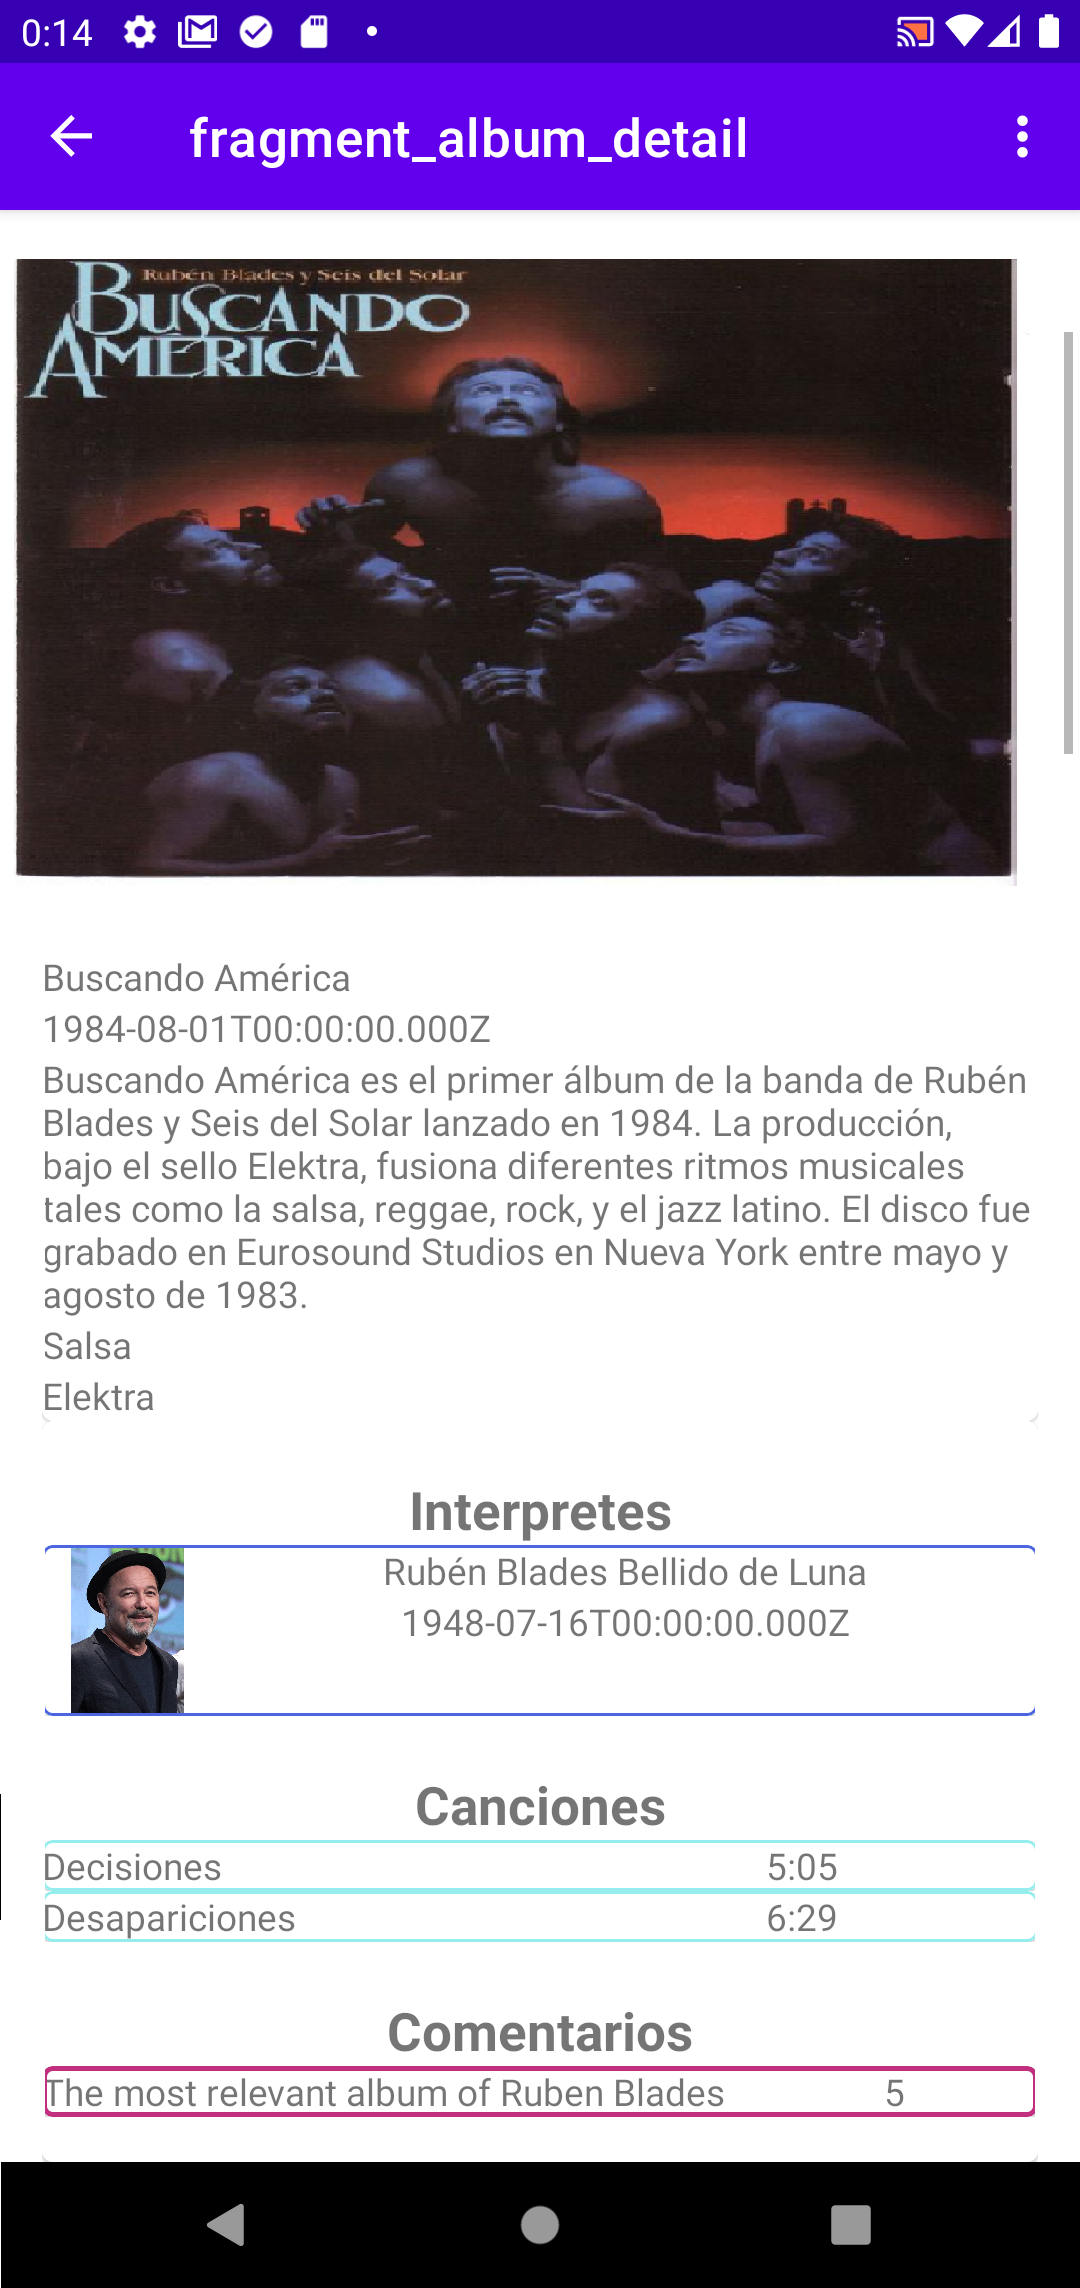 0:14
fragment_album_detail
Rubén Blades y Seis del Solar
BUSCANDO
AMÉRICA
Buscando América
1984-08-01T00:00:00.000Z
Buscando América es el primer álbum de la banda de Rubén
Blades y Seis del Solar lanzado en 1984. La producción,
bajo el sello Elektra, fusiona diferentes ritmos musicales
tales como la salsa, reggae, rock, y el jazz latino. El disco fue
grabado en Eurosound Studios en Nueva York entre mayo y
agosto de 1983.
Salsa
Elektra
Interpretes
Rubén Blades Bellido de Luna
1948-07-16T00:00:00.000Z
Canciones
Decisiones 5:05
Desapariciones 6:29
Comentarios
The most relevant album of Ruben Blades 5